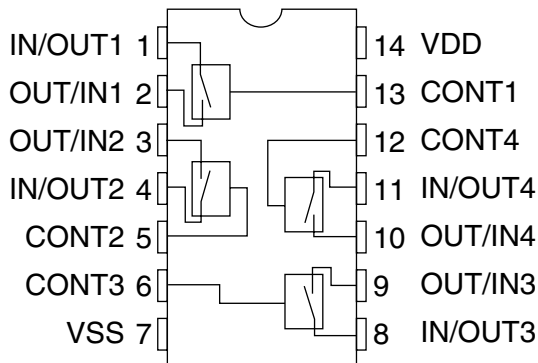 IN/OUT1 1
OUT/IN1 2
OUT/IN2 3
IN/OUT2 4
CONT2 5
CONT3 6
VSS 7
14 VDD
13 CONT1
12 CONT4
11 IN/OUT4
10 OUT/IN4
9 OUT/IN3
8 IN/OUT3